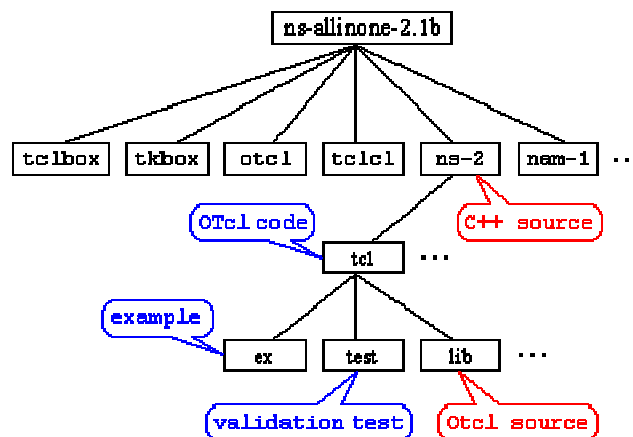 ns-allinone-2.1b
tclbox tkbox otcl tclcl ns-2 nam-1 ...
OTcl code
C++ source
tcl ...
example
ex test lib ...
validation test
Otcl source